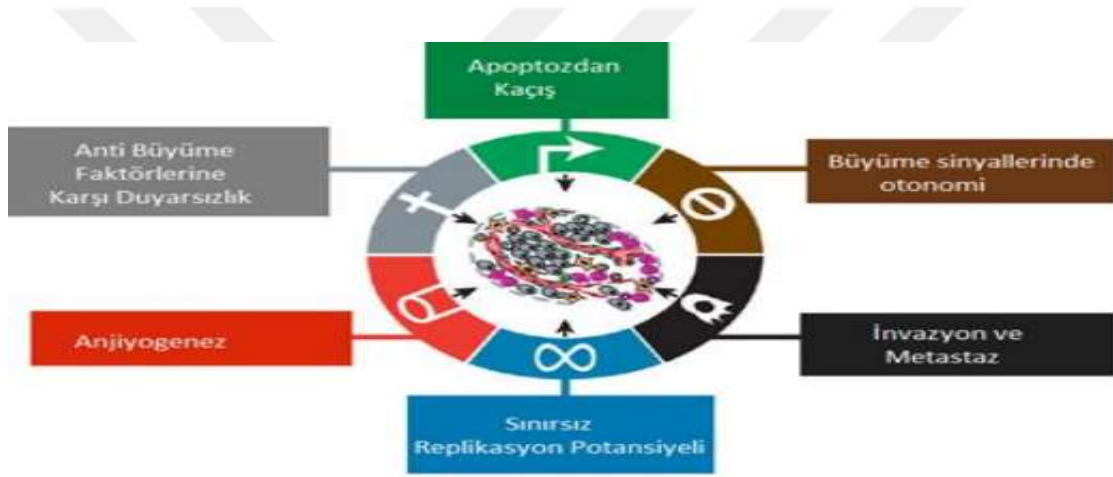 Apoptozdan
Kaçış
Anti Büyüme
Faktörlerine
Karşı Duyarsızlık
Büyüme sinyallerinde
otonomi
Anjiyogenez
İnvazyon ve
Metastaz
Sınırsız
Replikasyon Potansiyeli